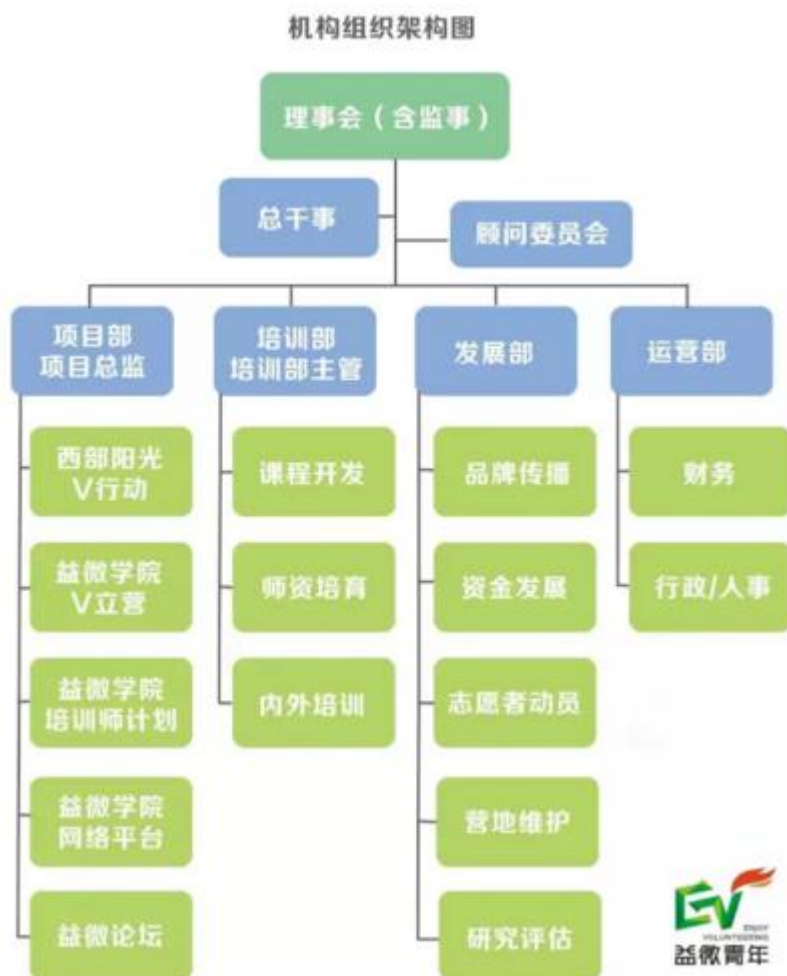 机构组织架构图
理事会（含监事）
总干事
顾问委员会
项目部
项目总监
培训部
培训部主管
发展部
运营部
西部阳光
V行动
益微学院
V立营
益微学院
培训师计划
益微学院
网络平台
益微论坛
课程开发
师资培育
内外培训
品牌传播
资金发展
志愿者动员
营地维护
研究评估
财务
行政/人事
ENJOY
VOLUNTEERING
益微青年